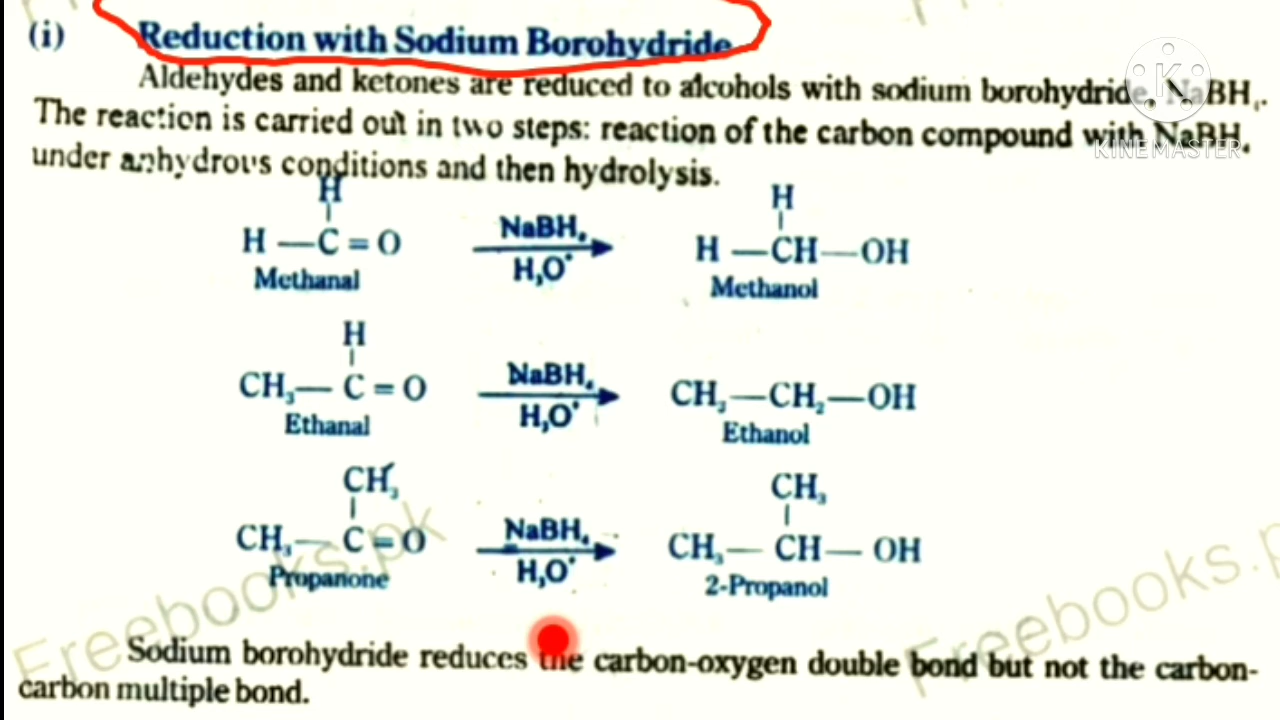 (i) Reduction with Sodium Borohydride
Aldehydes and ketones are reduced to alcohols with sodium borohydride, NaBH₄.
The reaction is carried out in two steps: reaction of the carbon compound with NaBH₄
under anhydrous conditions and then hydrolysis.
H H
H — C = O NaBH₄ H — CH — OH
H₃O⁺
Methanal Methanol
H
CH₃ — C = O NaBH₄ CH₃ — CH₂ — OH
H₃O⁺
Ethanal Ethanol
CH₃ CH₃
CH₃ — C = O NaBH₄ CH₃ — CH — OH
H₃O⁺
Propanone 2-Propanol
Sodium borohydride reduces the carbon-oxygen double bond but not the carbon-
carbon multiple bond.
K
KINEMASTER
Freebooks.pk
Freebooks.p